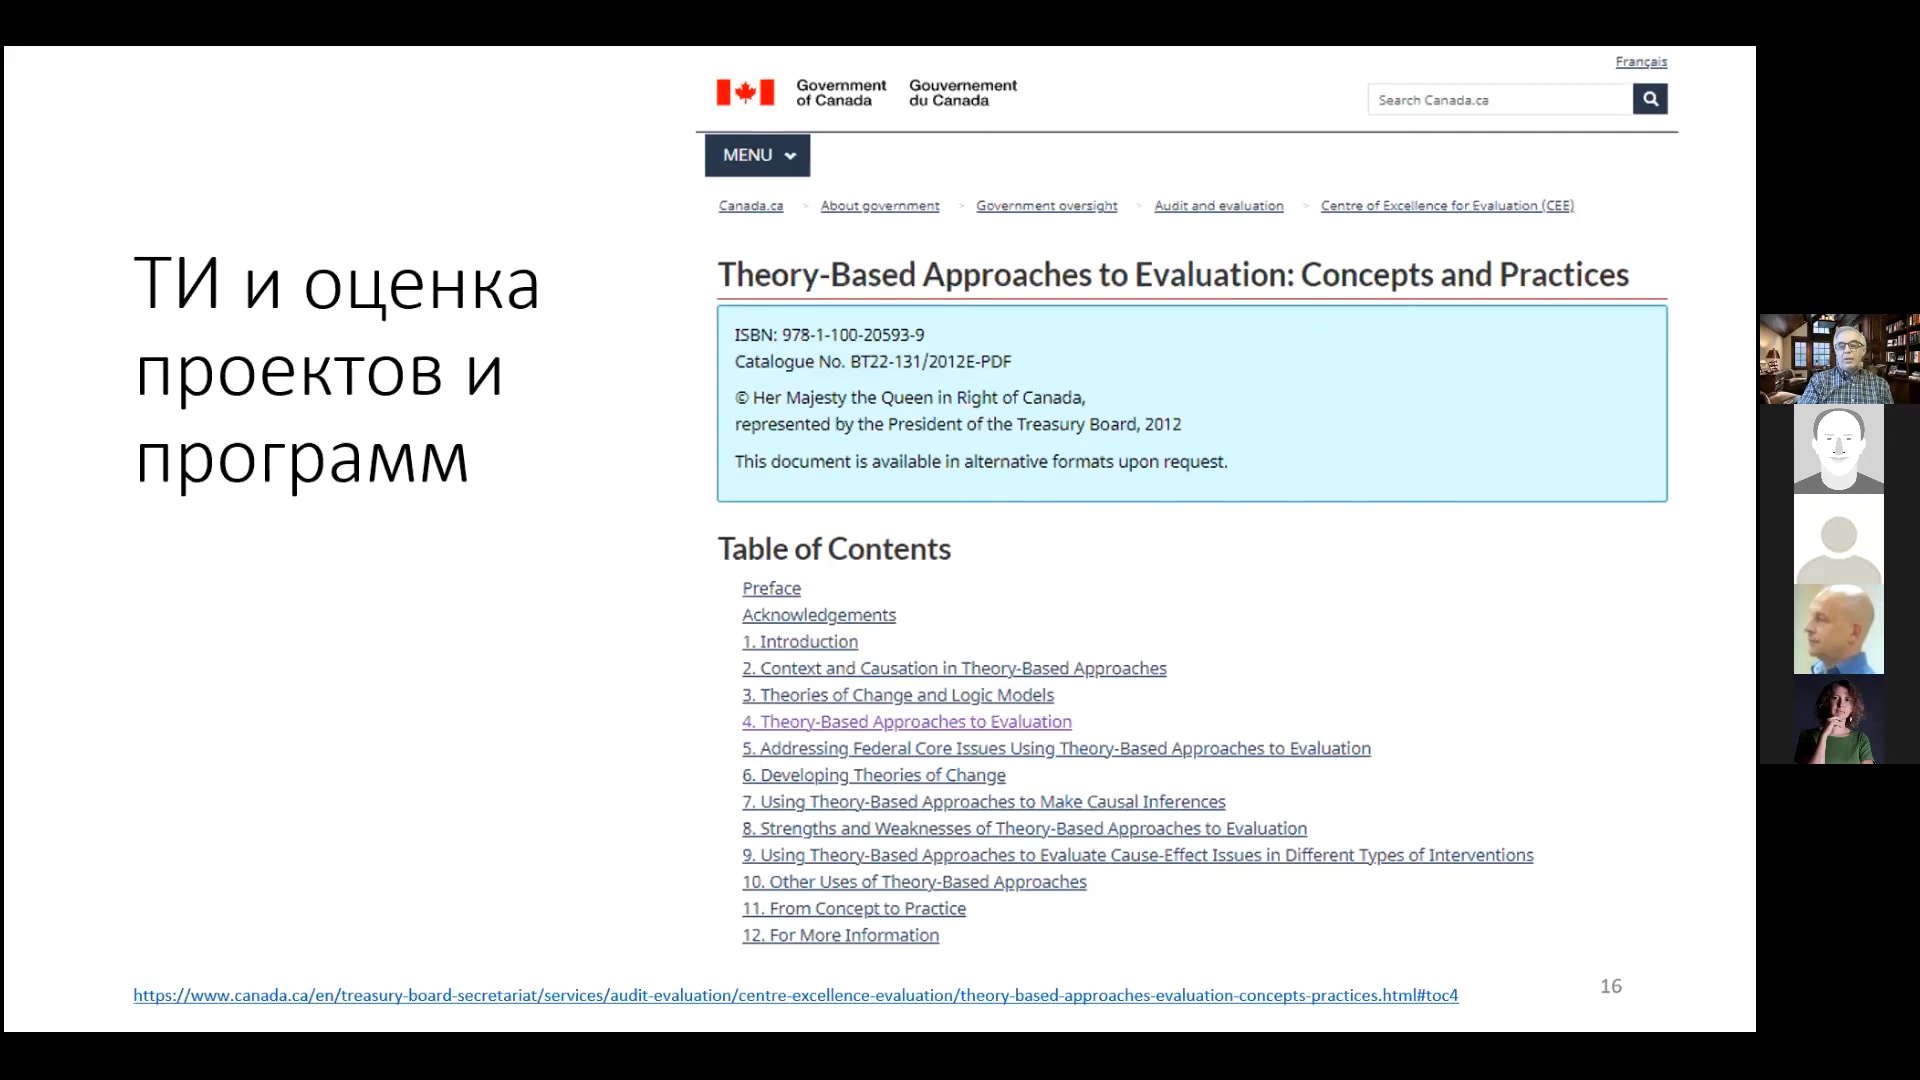 ТИ и оценка
проектов и
программ
Français
Government
of Canada
Gouvernement
du Canada
Search Canada.ca
MENU
Canada.ca > About government > Government oversight > Audit and evaluation > Centre of Excellence for Evaluation (CEE)
Theory-Based Approaches to Evaluation: Concepts and Practices
ISBN: 978-1-100-20593-9
Catalogue No. BT22-131/2012E-PDF
© Her Majesty the Queen in Right of Canada,
represented by the President of the Treasury Board, 2012
This document is available in alternative formats upon request.
Table of Contents
Preface
Acknowledgements
1. Introduction
2. Context and Causation in Theory-Based Approaches
3. Theories of Change and Logic Models
4. Theory-Based Approaches to Evaluation
5. Addressing Federal Core Issues Using Theory-Based Approaches to Evaluation
6. Developing Theories of Change
7. Using Theory-Based Approaches to Make Causal Inferences
8. Strengths and Weaknesses of Theory-Based Approaches to Evaluation
9. Using Theory-Based Approaches to Evaluate Cause-Effect Issues in Different Types of Interventions
10. Other Uses of Theory-Based Approaches
11. From Concept to Practice
12. For More Information
https://www.canada.ca/en/treasury-board-secretariat/services/audit-evaluation/centre-excellence-evaluation/theory-based-approaches-evaluation-concepts-practices.html#toc4
16